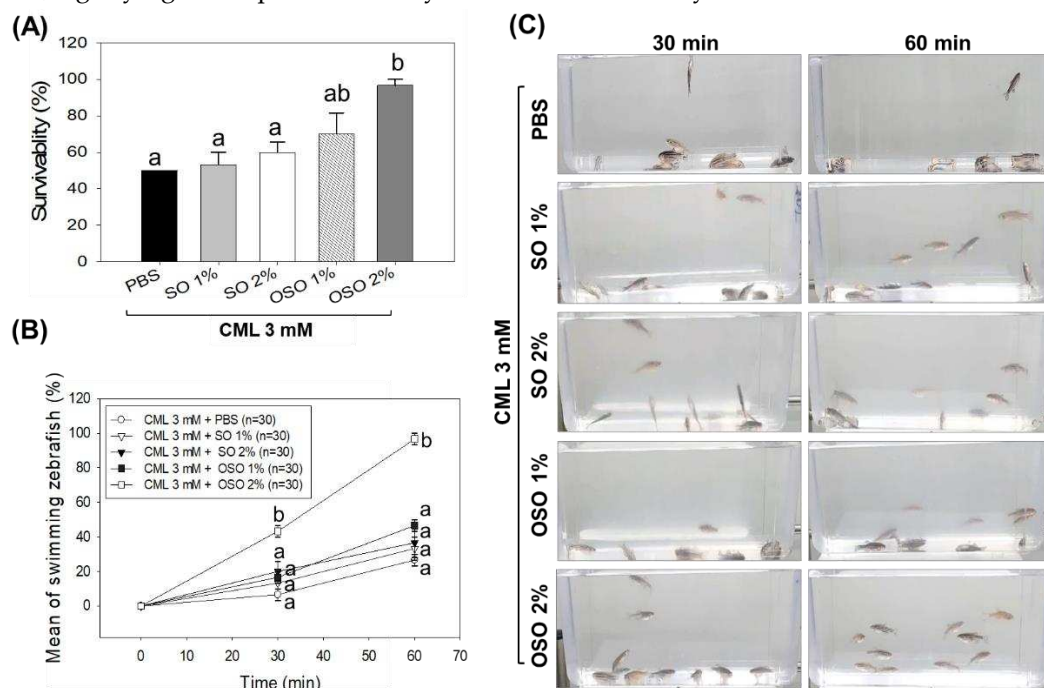 (A)
Survivablity (%)
120
100
80
60
40
20
0
a
a
a
ab
b
PBS
SO 1%
SO 2%
OSO 1%
OSO 2%
CML 3 mM
(B)
Mean of swimming zebrafish (%)
120
100
80
60
40
20
0
CML 3 mM + PBS (n=30)
CML 3 mM + SO 1% (n=30)
CML 3 mM + SO 2% (n=30)
CML 3 mM + OSO 1% (n=30)
CML 3 mM + OSO 2% (n=30)
b
a
a
a
a
b
a
a
a
a
0
10
20
30
40
50
60
70
Time (min)
(C)
30 min
60 min
CML 3 mM
PBS
SO 1%
SO 2%
OSO 1%
OSO 2%